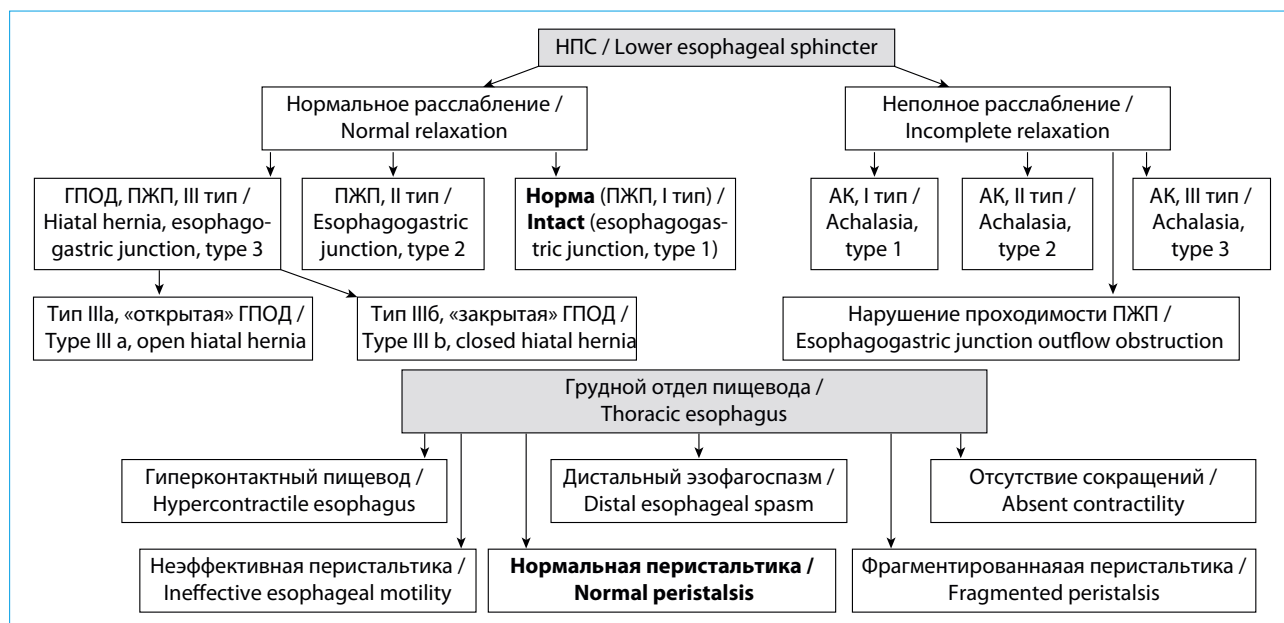 НПС / Lower esophageal sphincter
Нормальное расслабление /
Normal relaxation
Неполное расслабление /
Incomplete relaxation
ГПОД, ПЖП, III тип /
Hiatal hernia, esophago-
gastric junction, type 3
ПЖП, II тип /
Esophagogastric
junction, type 2
Норма (ПЖП, I тип) /
Intact (esophagogas-
tric junction, type 1)
АК, I тип /
Achalasia,
type 1
АК, II тип /
Achalasia,
type 2
АК, III тип /
Achalasia,
type 3
Тип IIIa, «открытая» ГПОД /
Type III a, open hiatal hernia
Тип IIIб, «закрытая» ГПОД /
Type III b, closed hiatal hernia
Нарушение проходимости ПЖП /
Esophagogastric junction outflow obstruction
Грудной отдел пищевода /
Thoracic esophagus
Гиперконтактный пищевод /
Hypercontractile esophagus
Дистальный эзофагоспазм /
Distal esophageal spasm
Отсутствие сокращений /
Absent contractility
Неэффективная перистальтика /
Ineffective esophageal motility
Нормальная перистальтика /
Normal peristalsis
Фрагментированнаяая перистальтика /
Fragmented peristalsis